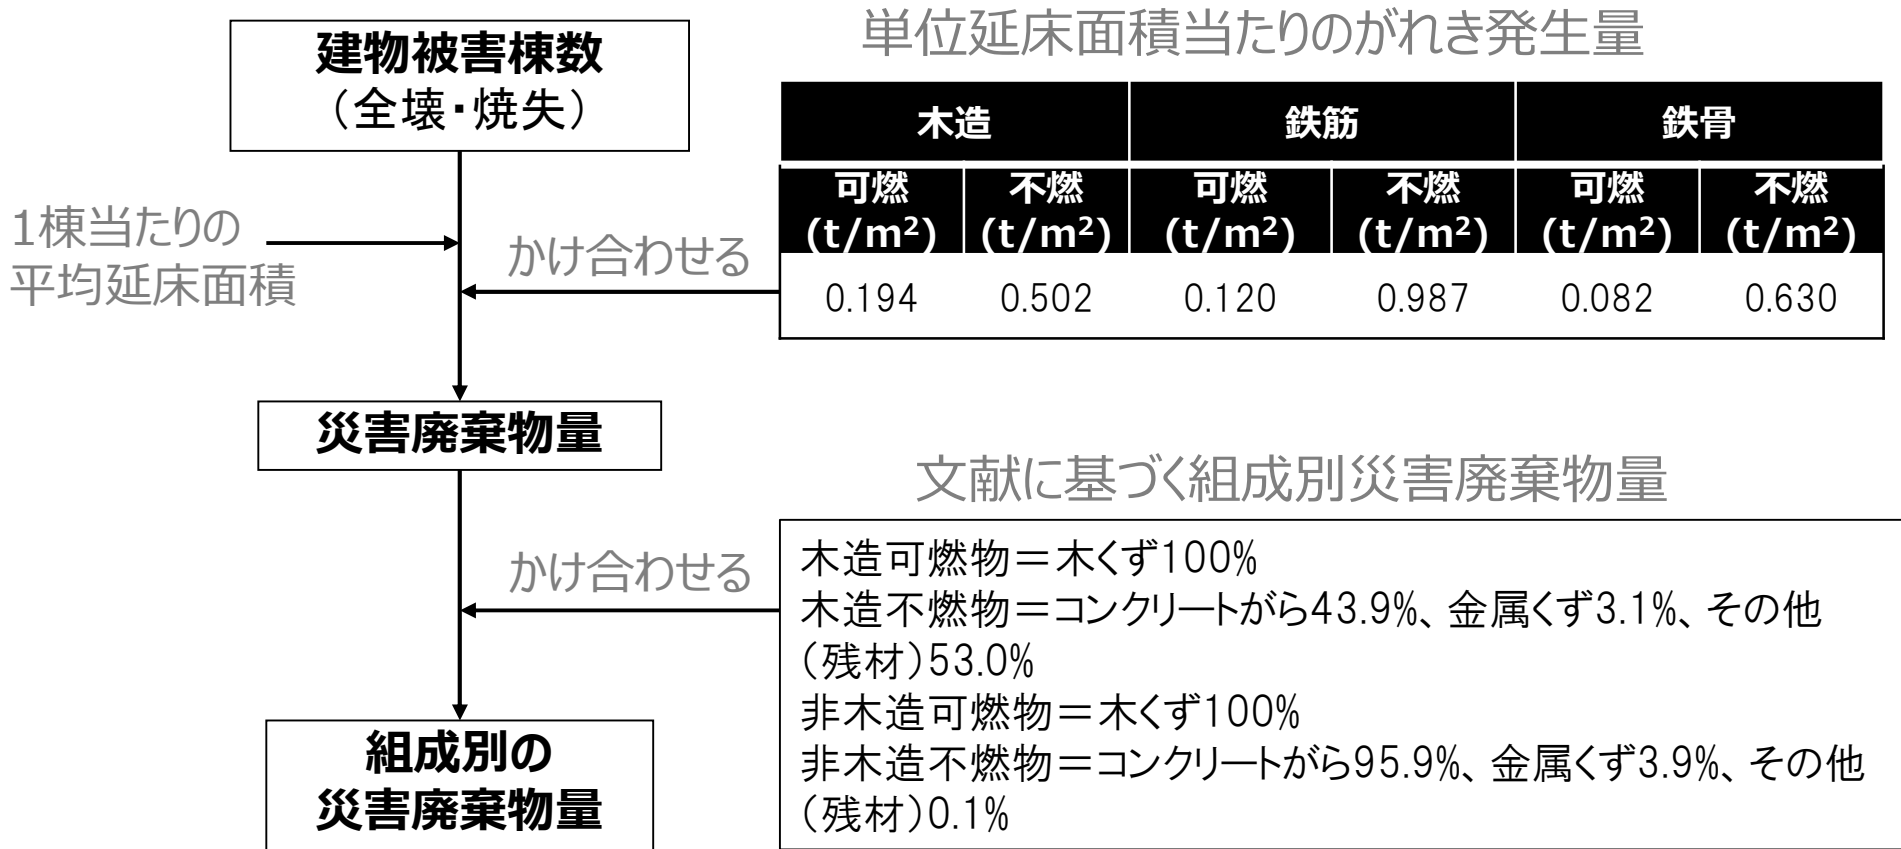 建物被害棟数
（全壊・焼失）
1棟当たりの
平均延床面積
かけ合わせる
単位延床面積当たりのがれき発生量
木造 鉄筋 鉄骨
可燃 不燃 可燃 不燃 可燃 不燃
(t/m²) (t/m²) (t/m²) (t/m²) (t/m²) (t/m²)
0.194 0.502 0.120 0.987 0.082 0.630
災害廃棄物量
文献に基づく組成別災害廃棄物量
かけ合わせる
木造可燃物＝木くず100%
木造不燃物＝コンクリートがら43.9%、金属くず3.1%、その他
（残材）53.0%
非木造可燃物＝木くず100%
非木造不燃物＝コンクリートがら95.9%、金属くず3.9%、その他
（残材）0.1%
組成別の
災害廃棄物量